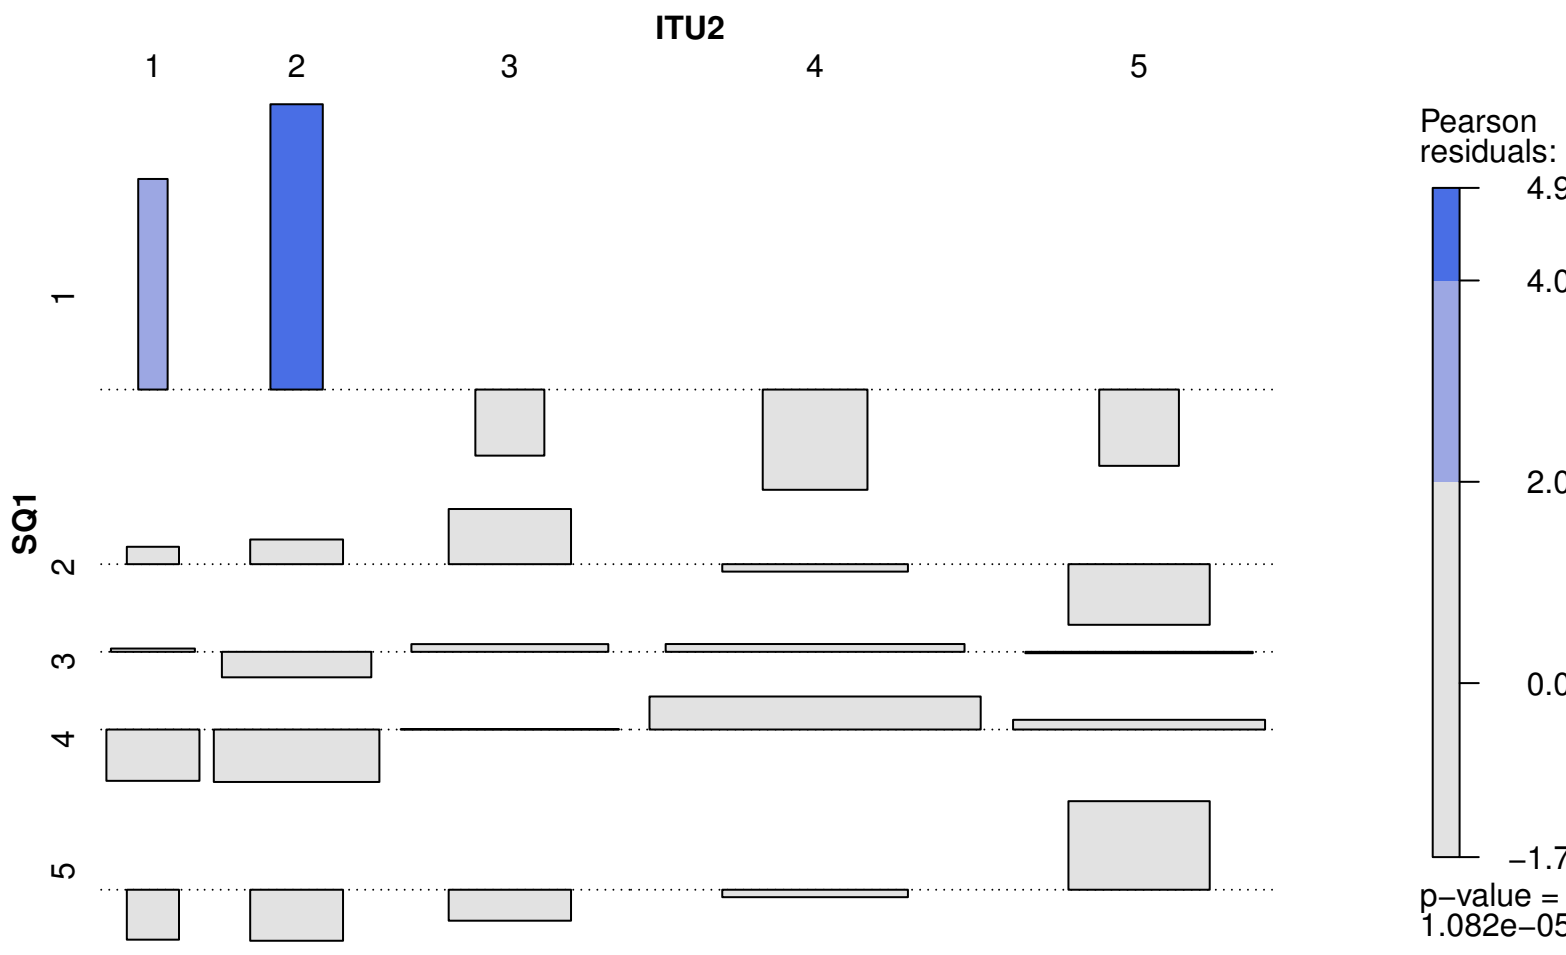 ITU2
1 2 3 4 5
SQ1
1
2
3
4
5
Pearson
residuals:
4.9
4.0
2.0
0.0
−1.7
p−value =
1.082e−05